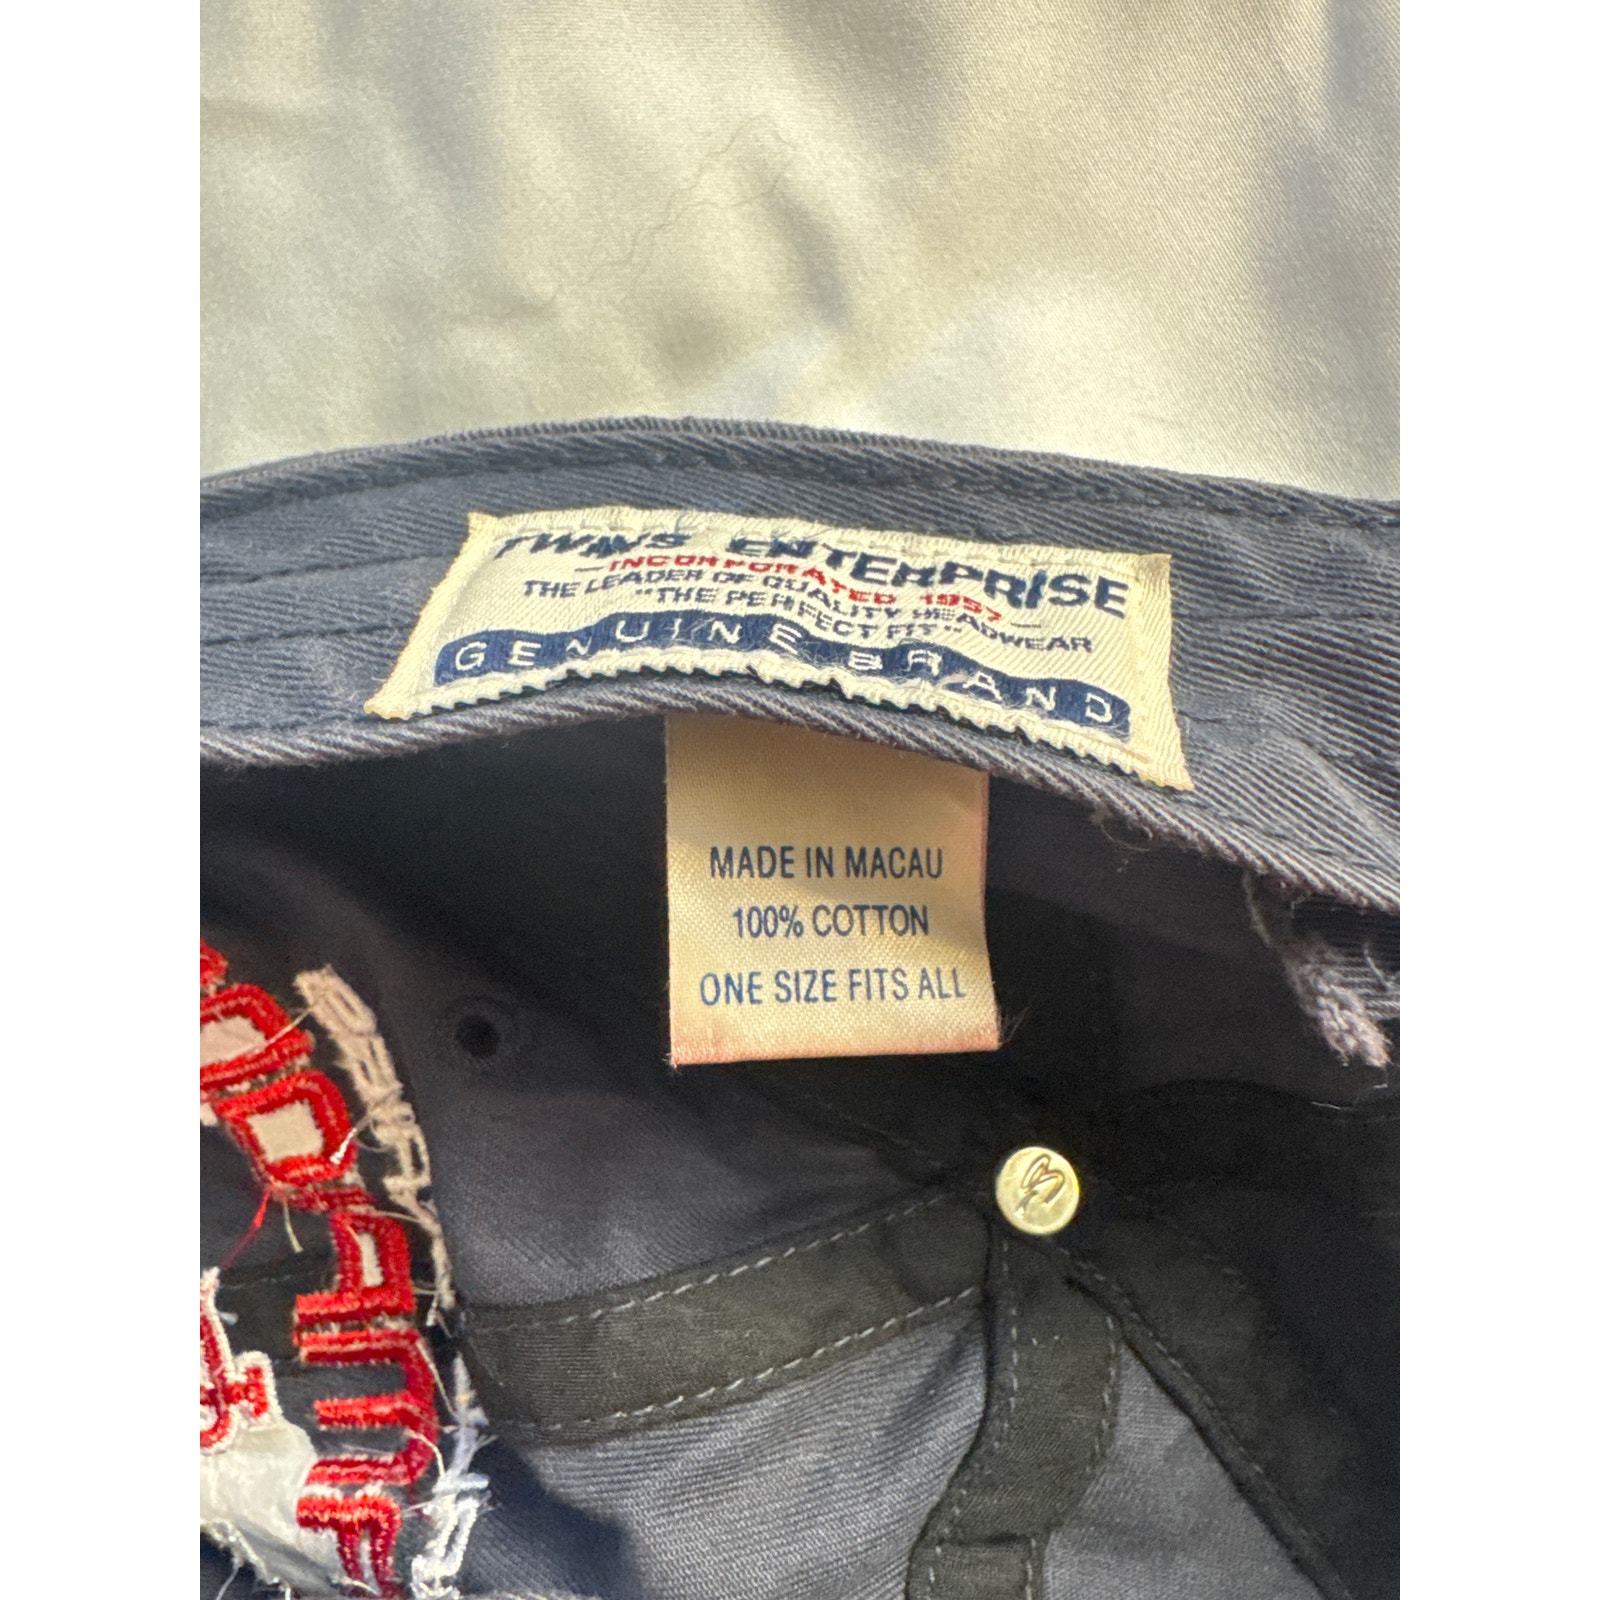 TWINS ENTERPRISE
—INCORPORATED 1957—
THE LEADER OF QUALITY HEADWEAR
"THE PERFECT FIT"
GENUINE BRAND
MADE IN MACAU
100% COTTON
ONE SIZE FITS ALL